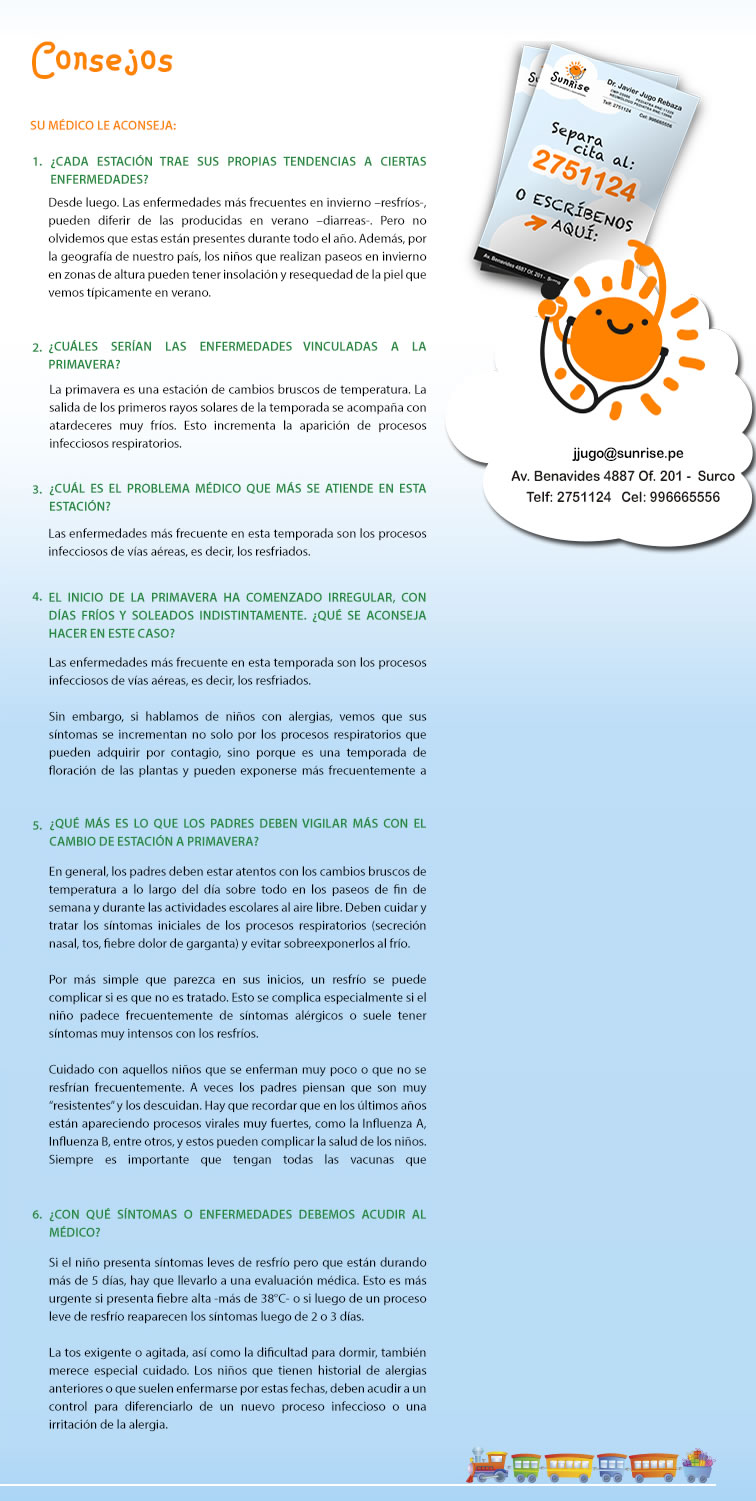 Consejos
SU MÉDICO LE ACONSEJA:
1. ¿CADA ESTACIÓN TRAE SUS PROPIAS TENDENCIAS A CIERTAS
ENFERMEDADES?
Desde luego. Las enfermedades más frecuentes en invierno –resfríos-,
pueden diferir de las producidas en verano –diarreas-. Pero no
olvidemos que estas están presentes durante todo el año. Además, por
la geografía de nuestro país, los niños que realizan paseos en invierno
en zonas de altura pueden tener insolación y resequedad de la piel que
vemos típicamente en verano.
2. ¿CUÁLES SERÍAN LAS ENFERMEDADES VINCULADAS A LA
PRIMAVERA?
La primavera es una estación de cambios bruscos de temperatura. La
salida de los primeros rayos solares de la temporada se acompaña con
atardeceres muy fríos. Esto incrementa la aparición de procesos
infecciosos respiratorios.
3. ¿CUÁL ES EL PROBLEMA MÉDICO QUE MÁS SE ATIENDE EN ESTA
ESTACIÓN?
Las enfermedades más frecuente en esta temporada son los procesos
infecciosos de vías aéreas, es decir, los resfriados.
4. EL INICIO DE LA PRIMAVERA HA COMENZADO IRREGULAR, CON
DÍAS FRÍOS Y SOLEADOS INDISTINTAMENTE. ¿QUÉ SE ACONSEJA
HACER EN ESTE CASO?
Las enfermedades más frecuente en esta temporada son los procesos
infecciosos de vías aéreas, es decir, los resfriados.
Sin embargo, si hablamos de niños con alergias, vemos que sus
síntomas se incrementan no solo por los procesos respiratorios que
pueden adquirir por contagio, sino porque es una temporada de
floración de las plantas y pueden exponerse más frecuentemente a
5. ¿QUÉ MÁS ES LO QUE LOS PADRES DEBEN VIGILAR MÁS CON EL
CAMBIO DE ESTACIÓN A PRIMAVERA?
En general, los padres deben estar atentos con los cambios bruscos de
temperatura a lo largo del día sobre todo en los paseos de fin de
semana y durante las actividades escolares al aire libre. Deben cuidar y
tratar los síntomas iniciales de los procesos respiratorios (secreción
nasal, tos, fiebre dolor de garganta) y evitar sobreexponerlos al frío.
Por más simple que parezca en sus inicios, un resfrío se puede
complicar si es que no es tratado. Esto se complica especialmente si el
niño padece frecuentemente de síntomas alérgicos o suele tener
síntomas muy intensos con los resfríos.
Cuidado con aquellos niños que se enferman muy poco o que no se
resfrían frecuentemente. A veces los padres piensan que son muy
“resistentes” y los descuidan. Hay que recordar que en los últimos años
están apareciendo procesos virales muy fuertes, como la Influenza A,
Influenza B, entre otros, y estos pueden complicar la salud de los niños.
Siempre es importante que tengan todas las vacunas que
6. ¿CON QUÉ SÍNTOMAS O ENFERMEDADES DEBEMOS ACUDIR AL
MÉDICO?
Si el niño presenta síntomas leves de resfrío pero que están durando
más de 5 días, hay que llevarlo a una evaluación médica. Esto es más
urgente si presenta fiebre alta -más de 38°C- o si luego de un proceso
leve de resfrío reaparecen los síntomas luego de 2 o 3 días.
La tos exigente o agitada, así como la dificultad para dormir, también
merece especial cuidado. Los niños que tienen historial de alergias
anteriores o que suelen enfermarse por estas fechas, deben acudir a un
control para diferenciarlo de un nuevo proceso infeccioso o una
irritación de la alergia.
SunRise
Dr. Javier Jugo Rebaza
Telf: 2751124 Cel: 996665556
Separa
cita al:
2751124
O ESCRÍBENOS
AQUÍ:
Av. Benavides 4887 Of. 201 - Surco
jjugo@sunrise.pe
Av. Benavides 4887 Of. 201 - Surco
Telf: 2751124 Cel: 996665556